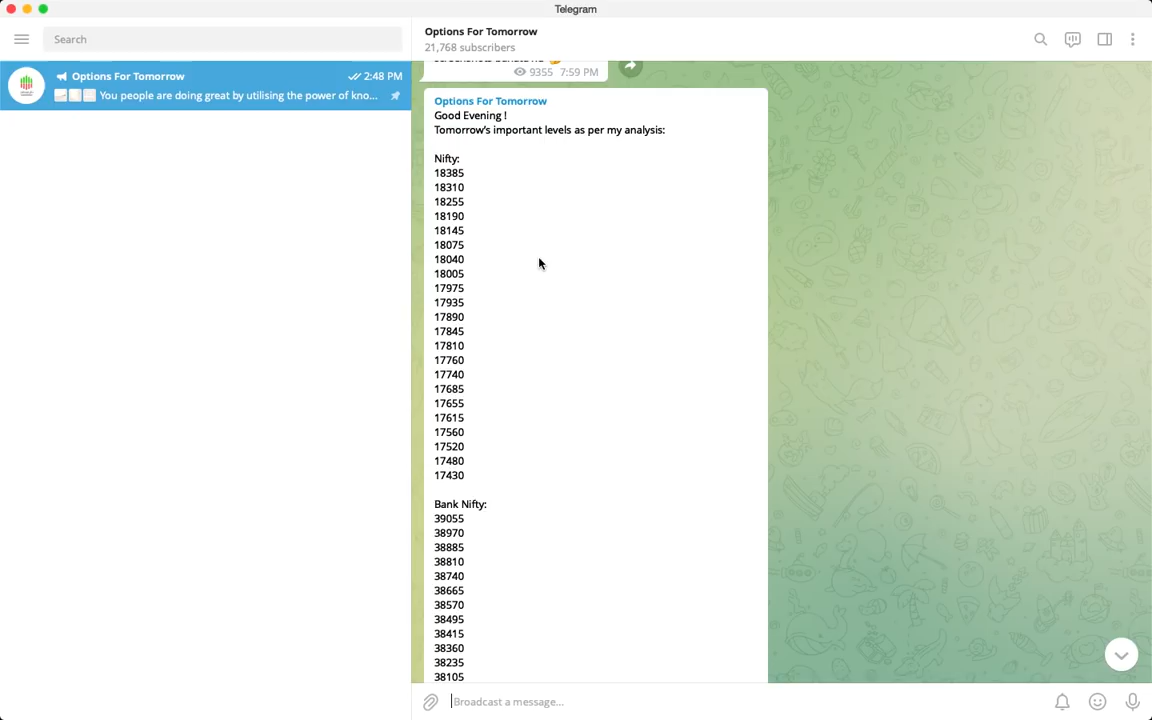 Telegram
Search
Options For Tomorrow
21,768 subscribers
Options For Tomorrow
2:48 PM
You people are doing great by utilising the power of kno...
9355 7:59 PM
Options For Tomorrow
Good Evening !
Tomorrow's important levels as per my analysis:
Nifty:
18385
18310
18255
18190
18145
18075
18040
18005
17975
17935
17890
17845
17810
17760
17740
17685
17655
17615
17560
17520
17480
17430
Bank Nifty:
39055
38970
38885
38810
38740
38665
38570
38495
38415
38360
38235
38105
Broadcast a message...